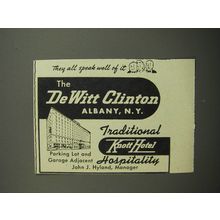 They all speak well of it
The
DeWitt Clinton
ALBANY, N.Y.
Traditional
Knott Hotel
Hospitality
Parking Lot and
Garage Adjacent
John J. Hyland, Manager